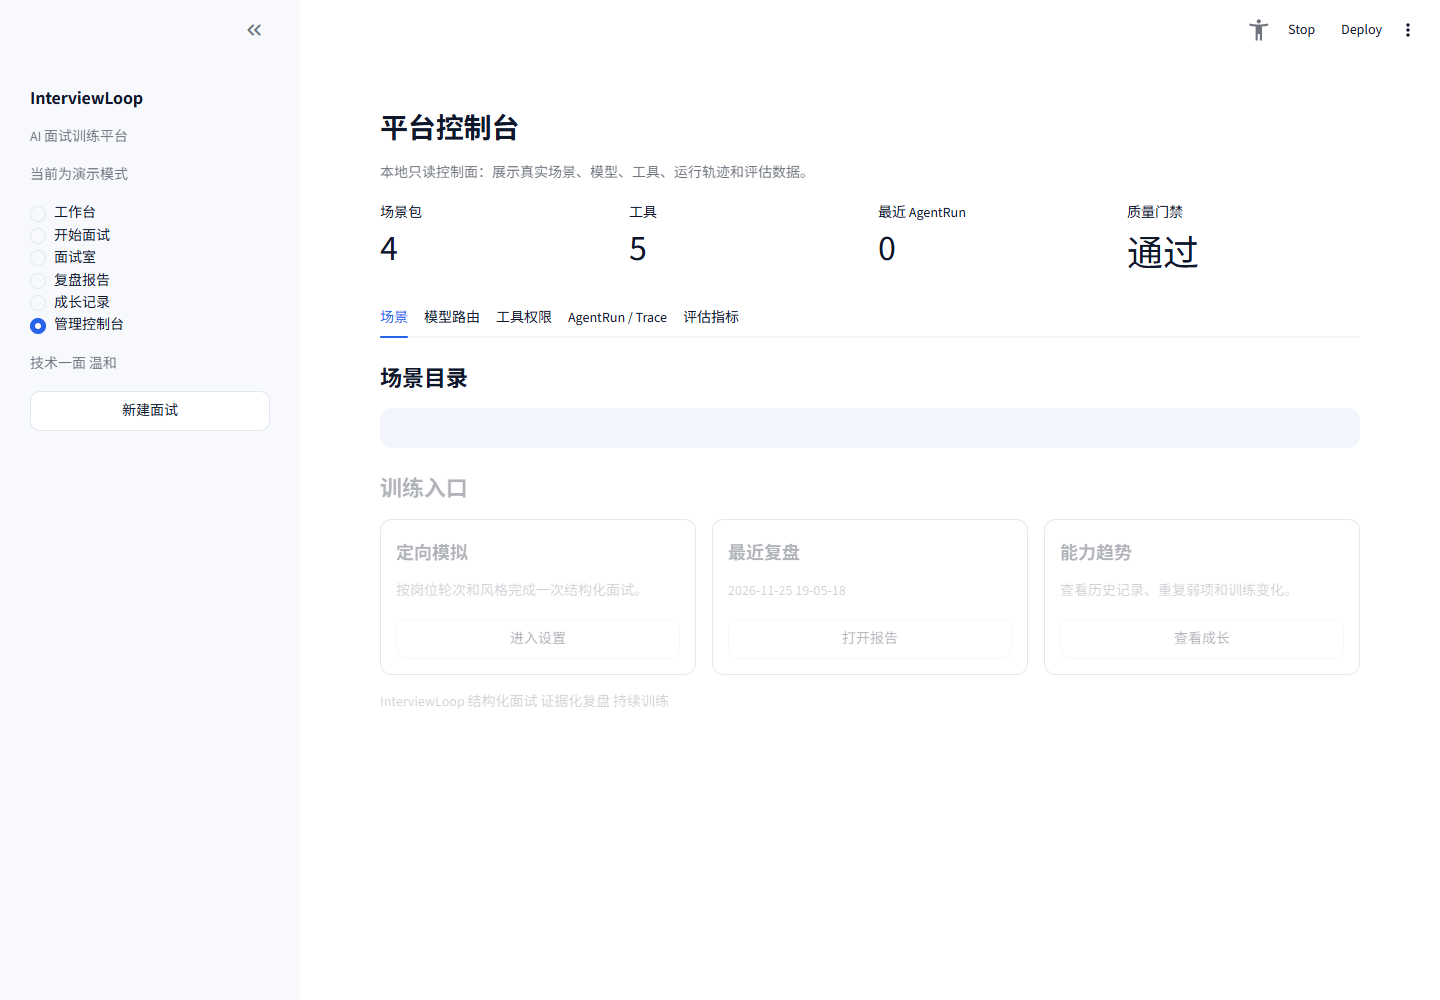 InterviewLoop
AI 面试训练平台
当前为演示模式
工作台
开始面试
面试室
复盘报告
成长记录
管理控制台
技术一面 温和
新建面试
Stop
Deploy
平台控制台
本地只读控制面：展示真实场景、模型、工具、运行轨迹和评估数据。
场景包
4
工具
5
最近 AgentRun
0
质量门禁
通过
场景
模型路由
工具权限
AgentRun / Trace
评估指标
场景目录
训练入口
定向模拟
按岗位轮次和风格完成一次结构化面试。
进入设置
最近复盘
2026-11-25 19-05-18
打开报告
能力趋势
查看历史记录、重复弱项和训练变化。
查看成长
InterviewLoop 结构化面试 证据化复盘 持续训练